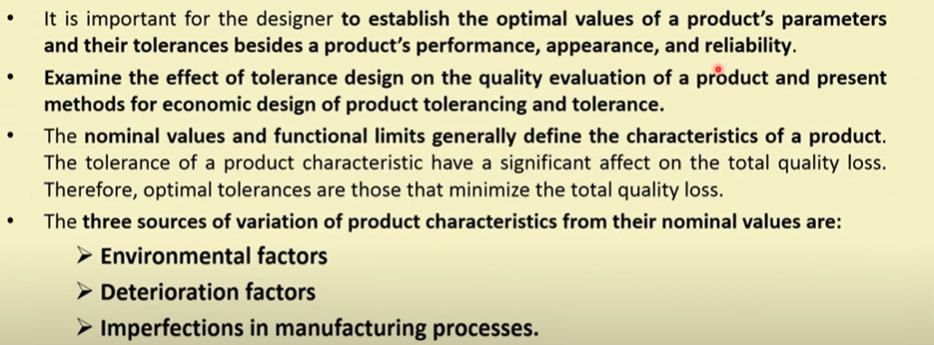 • It is important for the designer to establish the optimal values of a product's parameters
and their tolerances besides a product's performance, appearance, and reliability.
• Examine the effect of tolerance design on the quality evaluation of a product and present
methods for economic design of product tolerancing and tolerance.
• The nominal values and functional limits generally define the characteristics of a product.
The tolerance of a product characteristic have a significant affect on the total quality loss.
Therefore, optimal tolerances are those that minimize the total quality loss.
• The three sources of variation of product characteristics from their nominal values are:
➢ Environmental factors
➢ Deterioration factors
➢ Imperfections in manufacturing processes.